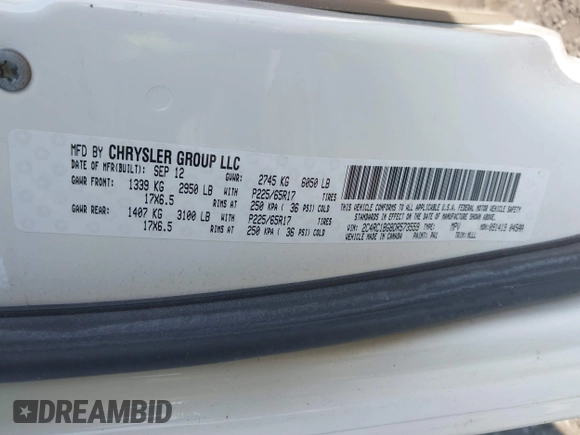 MFD BY CHRYSLER GROUP LLC
DATE OF MFR(BUILT): SEP 12 GVWR: 2745 KG 6050 LB
GAWR FRONT: 1339 KG 2950 LB WITH P225/65R17 TIRES
17X6.5 RIMS AT 250 KPA ( 36 PSI) COLD
GAWR REAR: 1407 KG 3100 LB WITH P225/65R17 TIRES
17X6.5 RIMS AT 250 KPA ( 36 PSI) COLD
THIS VEHICLE CONFORMS TO ALL APPLICABLE U.S.A. FEDERAL MOTOR VEHICLE SAFETY
STANDARDS IN EFFECT ON THE DATE OF MANUFACTURE SHOWN ABOVE.
VIN: TYPE: MPV MDH:
MADE IN CANADA PAINT: TRIM:
DREAMBID